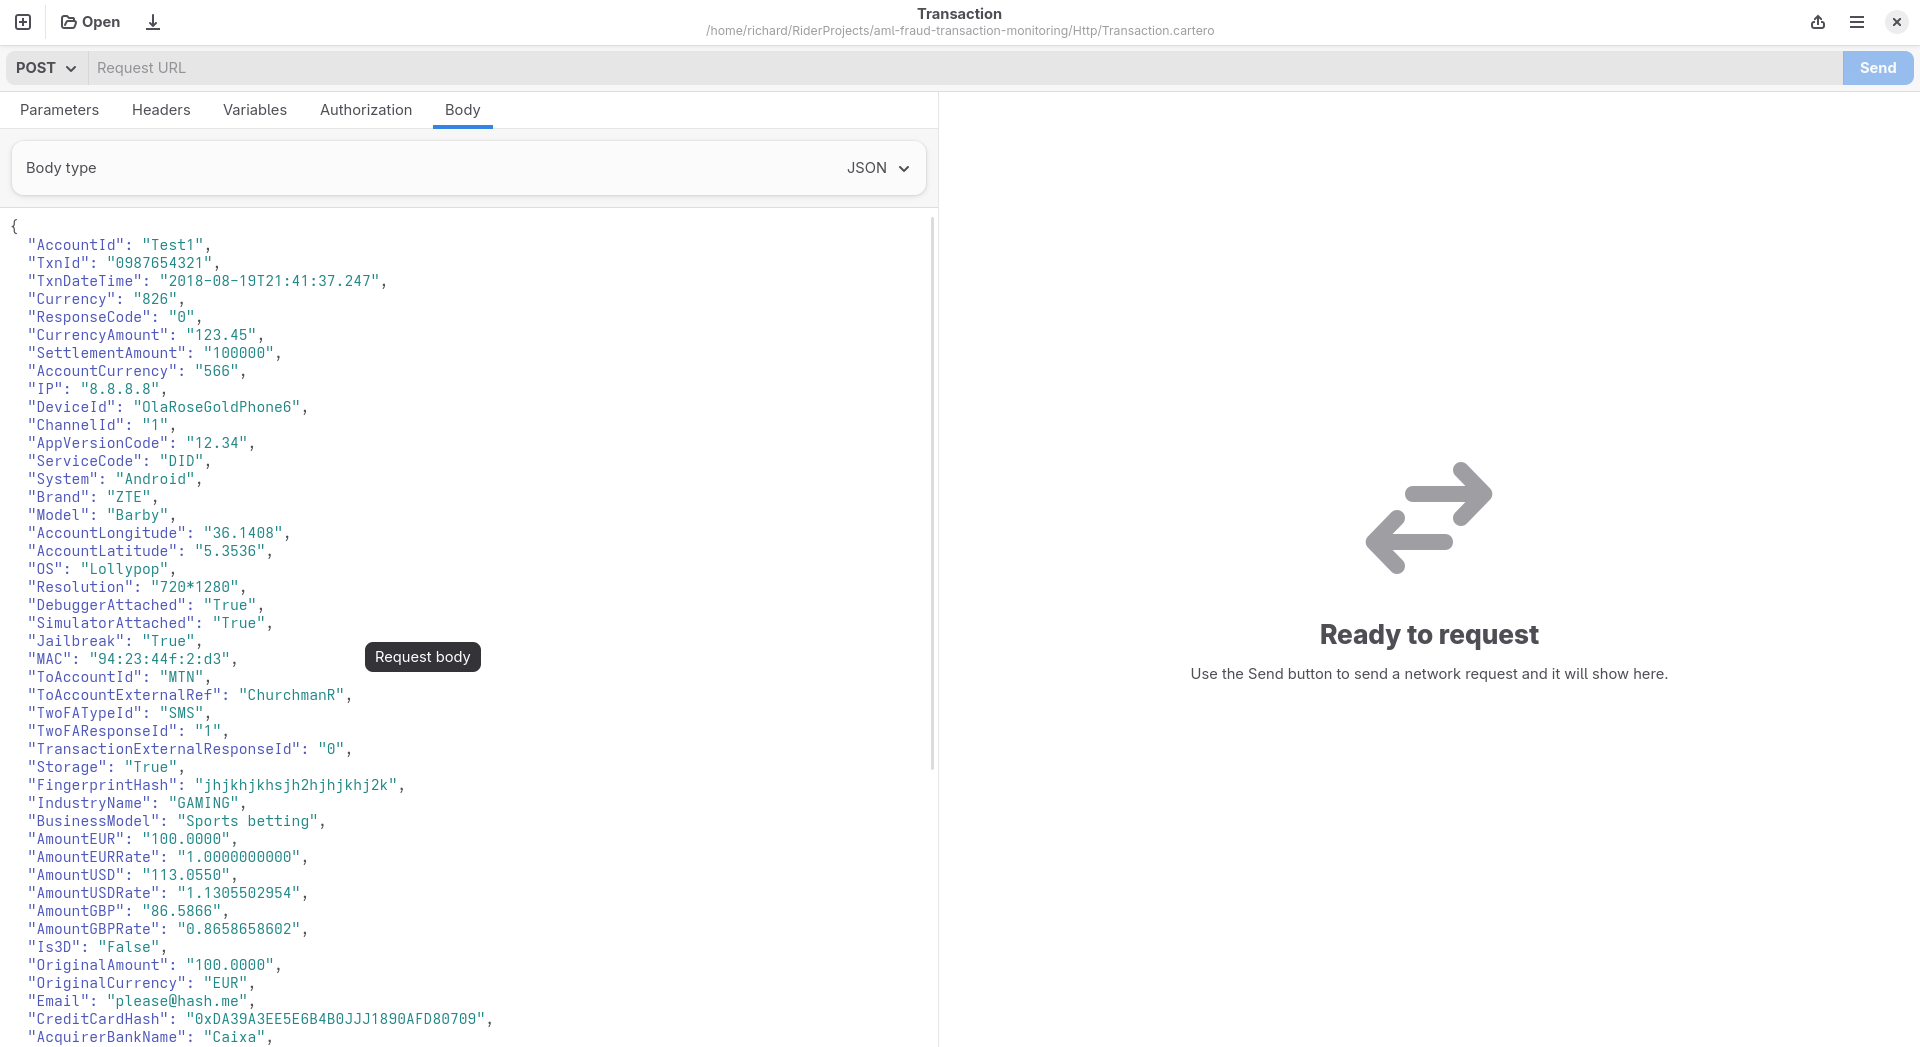 Open
Transaction
/home/richard/RiderProjects/aml-fraud-transaction-monitoring/Http/Transaction.cartero
POST
Request URL
Send
Parameters
Headers
Variables
Authorization
Body
Body type
JSON
{
"AccountId": "Test1",
"TxnId": "0987654321",
"TxnDateTime": "2018-08-19T21:41:37.247",
"Currency": "826",
"ResponseCode": "0",
"CurrencyAmount": "123.45",
"SettlementAmount": "100000",
"AccountCurrency": "566",
"IP": "8.8.8.8",
"DeviceId": "OlaRoseGoldPhone6",
"ChannelId": "1",
"AppVersionCode": "12.34",
"ServiceCode": "DID",
"System": "Android",
"Brand": "ZTE",
"Model": "Barby",
"AccountLongitude": "36.1408",
"AccountLatitude": "5.3536",
"OS": "Lollypop",
"Resolution": "720*1280",
"DebuggerAttached": "True",
"SimulatorAttached": "True",
"Jailbreak": "True",
"MAC": "94:23:44f:2:d3",
"ToAccountId": "MTN",
"ToAccountExternalRef": "ChurchmanR",
"TwoFATypeId": "SMS",
"TwoFAResponseId": "1",
"TransactionExternalResponseId": "0",
"Storage": "True",
"FingerprintHash": "jhjkhjkhsjh2hjhjkhj2k",
"IndustryName": "GAMING",
"BusinessModel": "Sports betting",
"AmountEUR": "100.0000",
"AmountEURRate": "1.0000000000",
"AmountUSD": "113.0550",
"AmountUSDRate": "1.1305502954",
"AmountGBP": "86.5866",
"AmountGBPRate": "0.8658658602",
"Is3D": "False",
"OriginalAmount": "100.0000",
"OriginalCurrency": "EUR",
"Email": "please@hash.me",
"CreditCardHash": "0xDA39A3EE5E6B4B0JJJ1890AFD80709",
"AcquirerBankName": "Caixa",
Request body
Ready to request
Use the Send button to send a network request and it will show here.